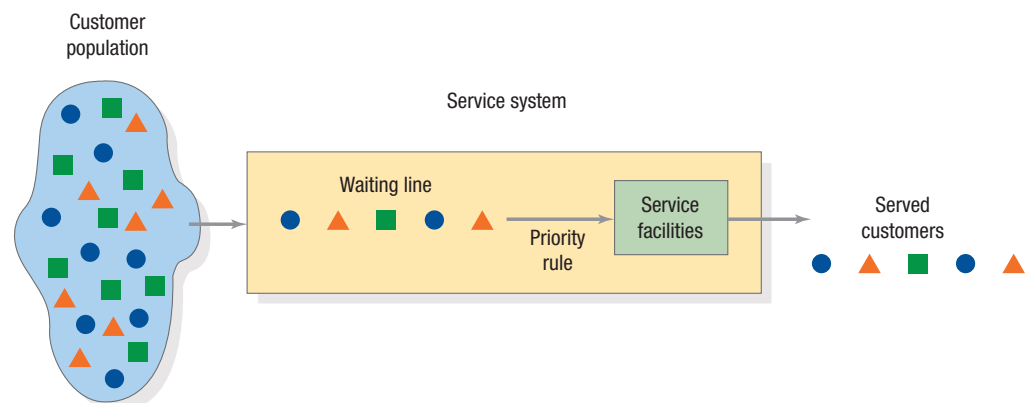 Customer
population
Service system
Waiting line
Priority
rule
Service
facilities
Served
customers